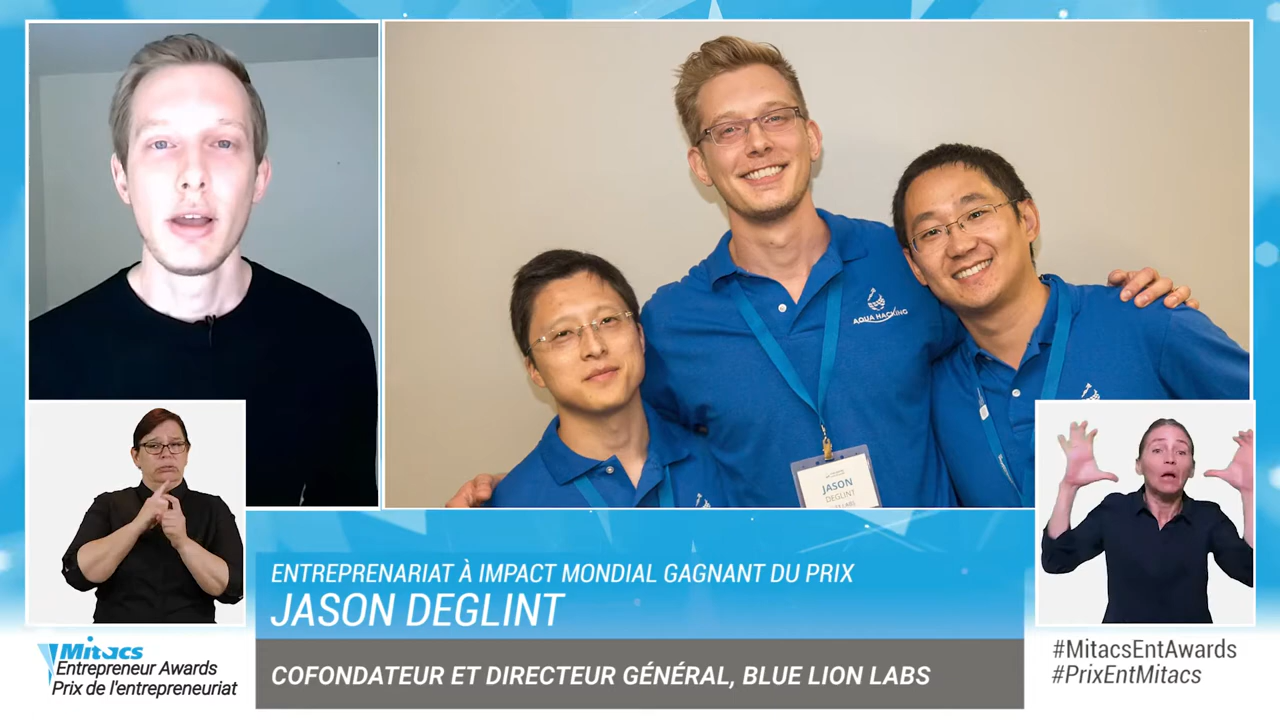 AQUA HACKING
JASON
DEGLINT
ENTREPRENARIAT À IMPACT MONDIAL GAGNANT DU PRIX
JASON DEGLINT
COFONDATEUR ET DIRECTEUR GÉNÉRAL, BLUE LION LABS
Mitacs
Entrepreneur Awards
Prix de l'entrepreneuriat
#MitacsEntAwards
#PrixEntMitacs